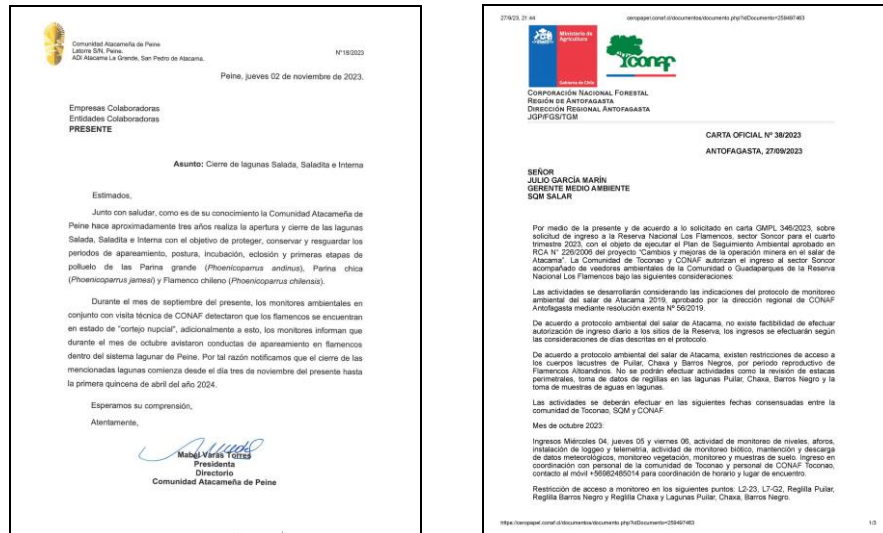 Comunidad Atacameña de Peine
Latorre S/N. Peine.
ADI Atacama La Grande, San Pedro de Atacama.
N°18/2023
Peine, jueves 02 de noviembre de 2023.
Empresas Colaboradoras
Entidades Colaboradoras
PRESENTE
Asunto: Cierre de lagunas Salada, Saladita e Interna
Estimados,
Junto con saludar, como es de su conocimiento la Comunidad Atacameña de
Peine hace aproximadamente tres años realiza la apertura y cierre de las lagunas
Salada, Saladita e Interna con el objetivo de proteger, conservar y resguardar los
periodos de apareamiento, postura, incubación, eclosión y primeras etapas de
polluelo de las Parina grande (Phoenicoparrus andinus), Parina chica
(Phoenicoparrus jamesi) y Flamenco chileno (Phoenicoparrus chilensis).
Durante el mes de septiembre del presente, los monitores ambientales en
conjunto con visita técnica de CONAF detectaron que los flamencos se encuentran
en estado de "cortejo nupcial", adicionalmente a esto, los monitores informan que
durante el mes de octubre avistaron conductas de apareamiento en flamencos
dentro del sistema lagunar de Peine. Por tal razón notificamos que el cierre de las
mencionadas lagunas comienza desde el día tres de noviembre del presente hasta
la primera quincena de abril del año 2024.
Esperamos su comprensión,
Atentamente,
Mabel Varas Torres
Presidenta
Directorio
Comunidad Atacameña de Peine
27/9/23, 21:44
ceropapel.conaf.cl/documentos/documento.php?idDocumento=259497463
Ministerio de
Agricultura
Gobierno de Chile
conaf
CORPORACIÓN NACIONAL FORESTAL
REGIÓN DE ANTOFAGASTA
DIRECCIÓN REGIONAL ANTOFAGASTA
JGP/FGS/TGM
CARTA OFICIAL Nº 38/2023
ANTOFAGASTA, 27/09/2023
SEÑOR
JULIO GARCÍA MARÍN
GERENTE MEDIO AMBIENTE
SQM SALAR
Por medio de la presente y de acuerdo a lo solicitado en carta GMPL 346/2023, sobre
solicitud de ingreso a la Reserva Nacional Los Flamencos, sector Soncor para el cuarto
trimestre 2023, con el objeto de ejecutar el Plan de Seguimiento Ambiental aprobado en
RCA N° 226/2006 del proyecto "Cambios y mejoras de la operación minera en el salar de
Atacama". La Comunidad de Toconao y CONAF autorizan el ingreso al sector Soncor
acompañado de veedores ambientales de la Comunidad o Guadaparques de la Reserva
Nacional Los Flamencos bajo las siguientes consideraciones:
Las actividades se desarrollarán considerando las indicaciones del protocolo de monitoreo
ambiental del salar de Atacama 2019, aprobado por la dirección regional de CONAF
Antofagasta mediante resolución exenta Nº 56/2019.
De acuerdo a protocolo ambiental del salar de Atacama, no existe factibilidad de efectuar
autorización de ingreso diario a los sitios de la Reserva, los ingresos se efectuarán según
las consideraciones de días descritas en el protocolo.
De acuerdo a protocolo ambiental del salar de Atacama, existen restricciones de acceso a
los cuerpos lacustres de Puilar, Chaxa y Barros Negros, por periodo reproductivo de
Flamencos Altoandinos. No se podrán efectuar actividades como la revisión de estacas
perimetrales, toma de datos de reglillas en las lagunas Puilar, Chaxa, Barros Negro y la
toma de muestras de aguas en lagunas.
Las actividades se deberán efectuar en las siguientes fechas consensuadas entre la
comunidad de Toconao, SQM y CONAF.
Mes de octubre 2023:
Ingresos Miércoles 04, jueves 05 y viernes 06, actividad de monitoreo de niveles, aforos,
instalación de loggeo y telemetria, actividad de monitoreo biótico, mantención y descarga
de datos meteorológicos, monitoreo vegetación, monitoreo y muestras de suelo. Ingreso en
coordinación con personal de la comunidad de Toconao y personal de CONAF Toconao,
contacto al móvil +56982485014 para coordinación de horario y lugar de encuentro.
Restricción de acceso a monitoreo en los siguientes puntos: L2-23, L7-G2, Reglilla Puilar,
Reglilla Barros Negro y Reglilla Chaxa y Lagunas Puilar, Chaxa, Barros Negro.
https://ceropapel.conaf.cl/documentos/documento.php?idDocumento=259497463
1/3